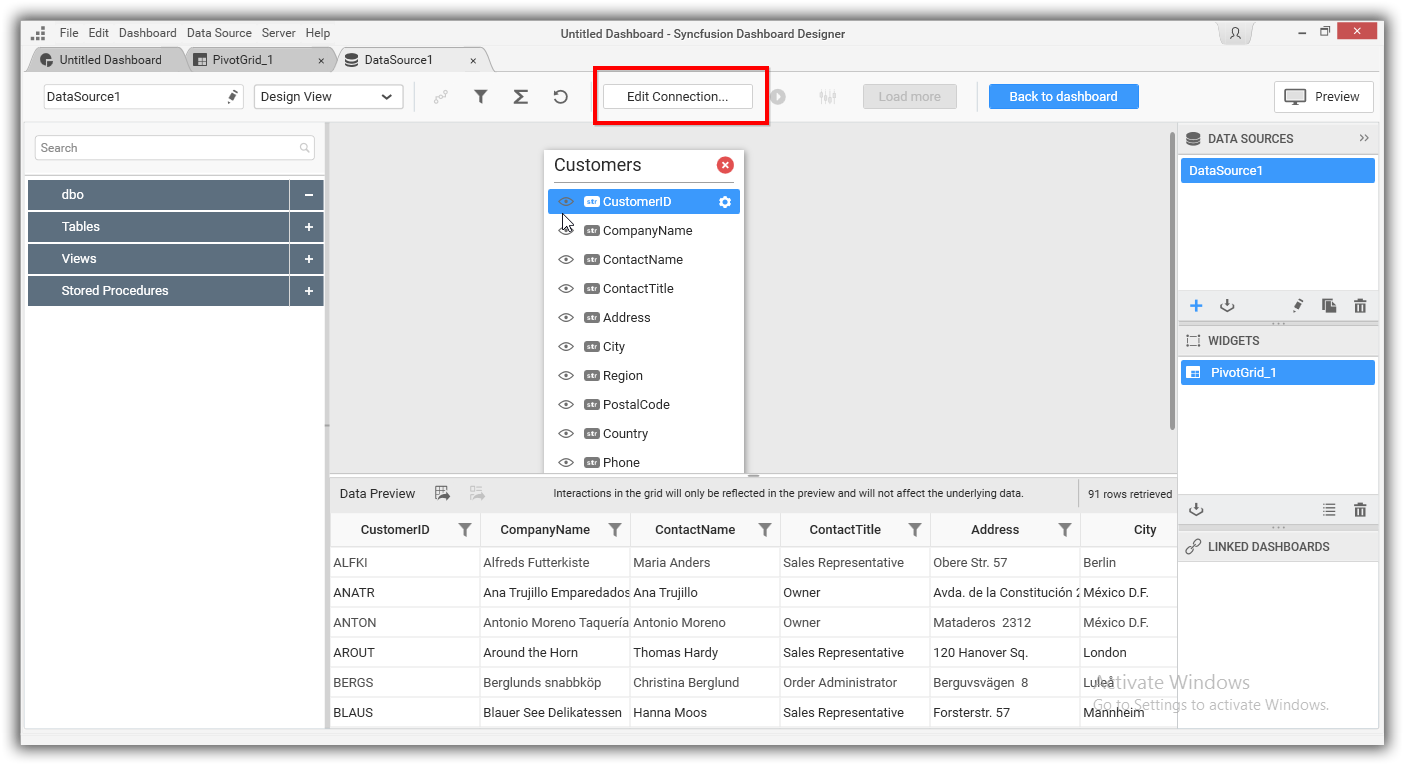 File Edit Dashboard Data Source Server Help
Untitled Dashboard - Syncfusion Dashboard Designer
Untitled Dashboard
PivotGrid_1
DataSource1
DataSource1
Design View
Edit Connection...
Load more
Back to dashboard
Preview
Search
dbo
Tables
Views
Stored Procedures
Customers
str CustomerID
str CompanyName
str ContactName
str ContactTitle
str Address
str City
str Region
str PostalCode
str Country
str Phone
DATA SOURCES
DataSource1
WIDGETS
PivotGrid_1
LINKED DASHBOARDS
Data Preview
Interactions in the grid will only be reflected in the preview and will not affect the underlying data.
91 rows retrieved
CustomerID CompanyName ContactName ContactTitle Address City
ALFKI Alfreds Futterkiste Maria Anders Sales Representative Obere Str. 57 Berlin
ANATR Ana Trujillo Emparedados Ana Trujillo Owner Avda. de la Constitución 2 México D.F.
ANTON Antonio Moreno Taquería Antonio Moreno Owner Mataderos 2312 México D.F.
AROUT Around the Horn Thomas Hardy Sales Representative 120 Hanover Sq. London
BERGS Berglunds snabbköp Christina Berglund Order Administrator Berguvsvägen 8 Luleå
BLAUS Blauer See Delikatessen Hanna Moos Sales Representative Forsterstr. 57 Mannheim
Activate Windows
Go to Settings to activate Windows.